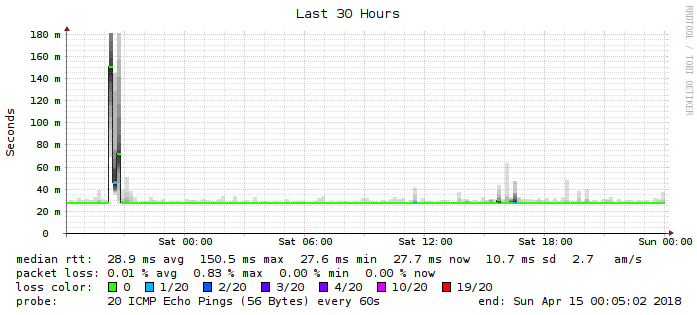 Last 30 Hours
RRDTOOL / TOBI OETIKER
Seconds
180 m
160 m
140 m
120 m
100 m
80 m
60 m
40 m
20 m
0
Sat 00:00 Sat 06:00 Sat 12:00 Sat 18:00 Sun 00:00
median rtt: 28.9 ms avg 150.5 ms max 27.6 ms min 27.7 ms now 10.7 ms sd 2.7 am/s
packet loss: 0.01 % avg 0.83 % max 0.00 % min 0.00 % now
loss color: 0 1/20 2/20 3/20 4/20 10/20 19/20
probe: 20 ICMP Echo Pings (56 Bytes) every 60s end: Sun Apr 15 00:05:02 2018